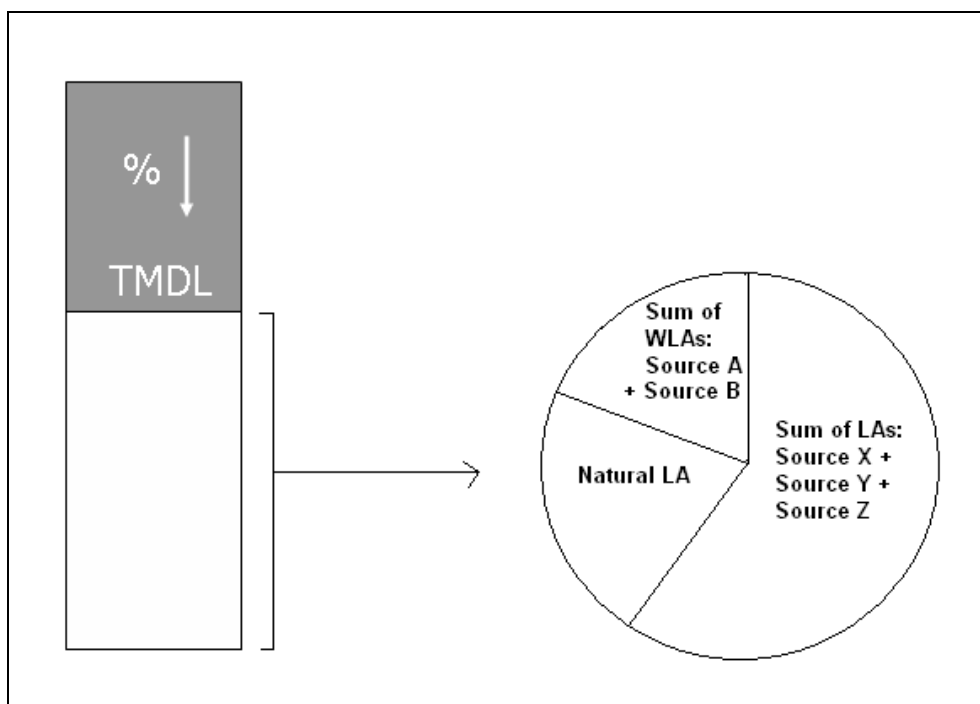 %
TMDL
Sum of
WLAs:
Source A
+ Source B
Natural LA
Sum of LAs:
Source X +
Source Y +
Source Z